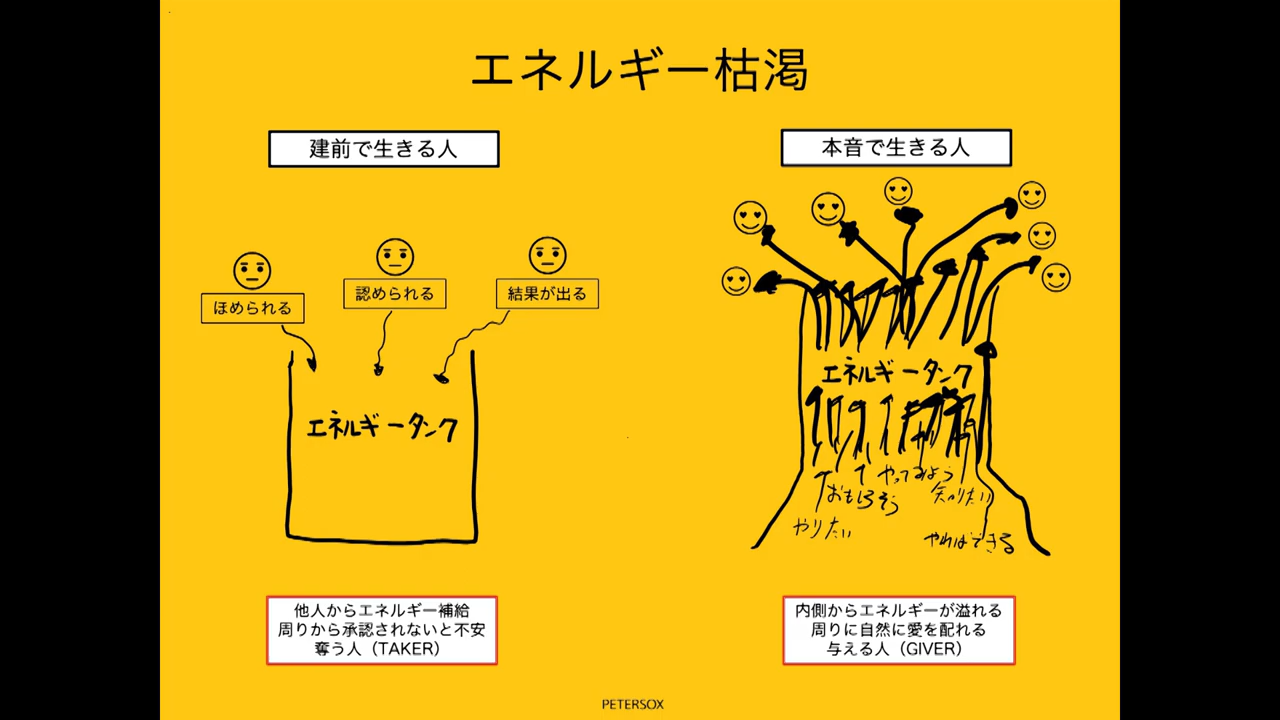 エネルギー枯渇
建前で生きる人
ほめられる
認められる
結果が出る
エネルギータンク
他人からエネルギー補給
周りから承認されないと不安
奪う人（TAKER）
本音で生きる人
エネルギータンク
やってみよう
おもしろそう
知りたい
やりたい
やればできる
内側からエネルギーが溢れる
周りに自然に愛を配れる
与える人（GIVER）
PETERSOX